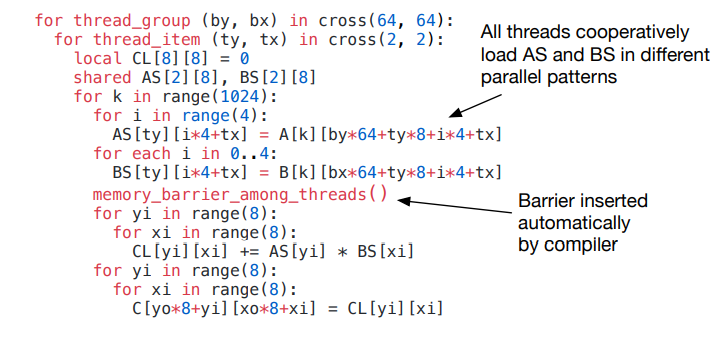 for thread_group (by, bx) in cross(64, 64):
  for thread_item (ty, tx) in cross(2, 2):
    local CL[8][8] = 0
    shared AS[2][8], BS[2][8]
    for k in range(1024):
      for i in range(4):
        AS[ty][i*4+tx] = A[k][by*64+ty*8+i*4+tx]
      for each i in 0..4:
        BS[ty][i*4+tx] = B[k][bx*64+ty*8+i*4+tx]
      memory_barrier_among_threads()
      for yi in range(8):
        for xi in range(8):
          CL[yi][xi] += AS[yi] * BS[xi]
      for yi in range(8):
        for xi in range(8):
          C[yo*8+yi][xo*8+xi] = CL[yi][xi]
All threads cooperatively
load AS and BS in different
parallel patterns
Barrier inserted
automatically
by compiler